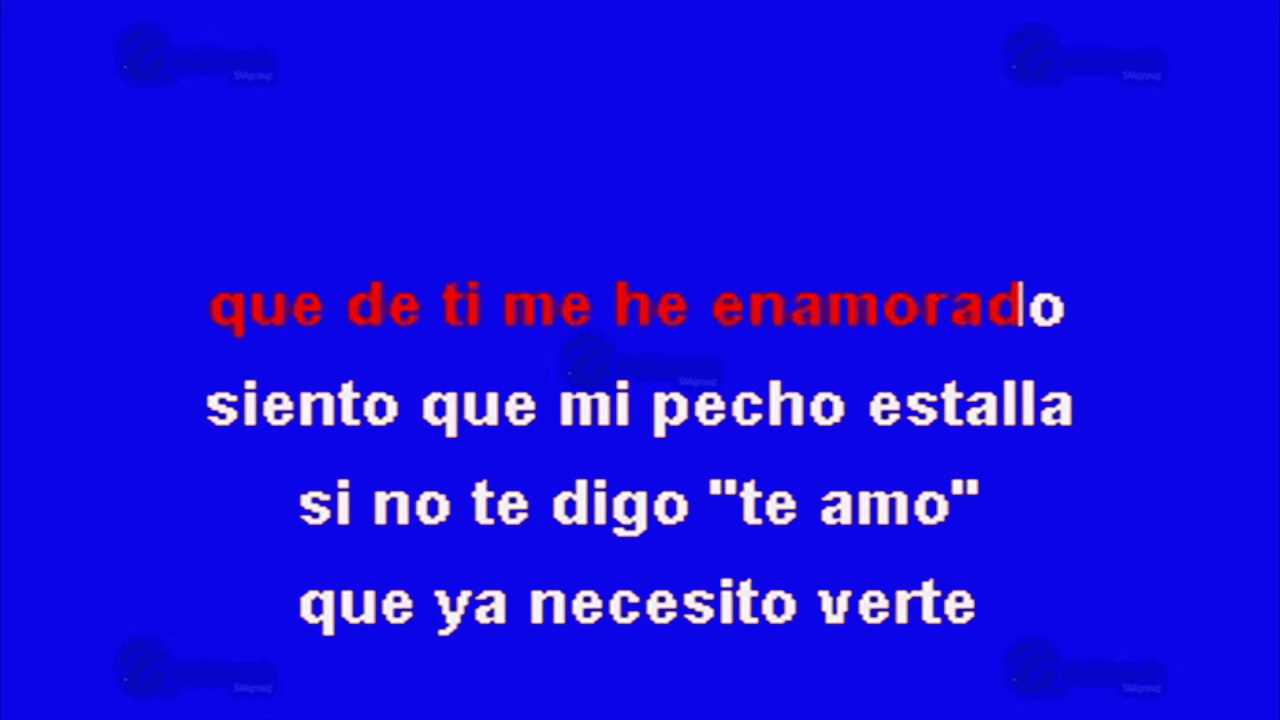 que de ti me he enamorado
siento que mi pecho estalla
si no te digo "te amo"
que ya necesito verte